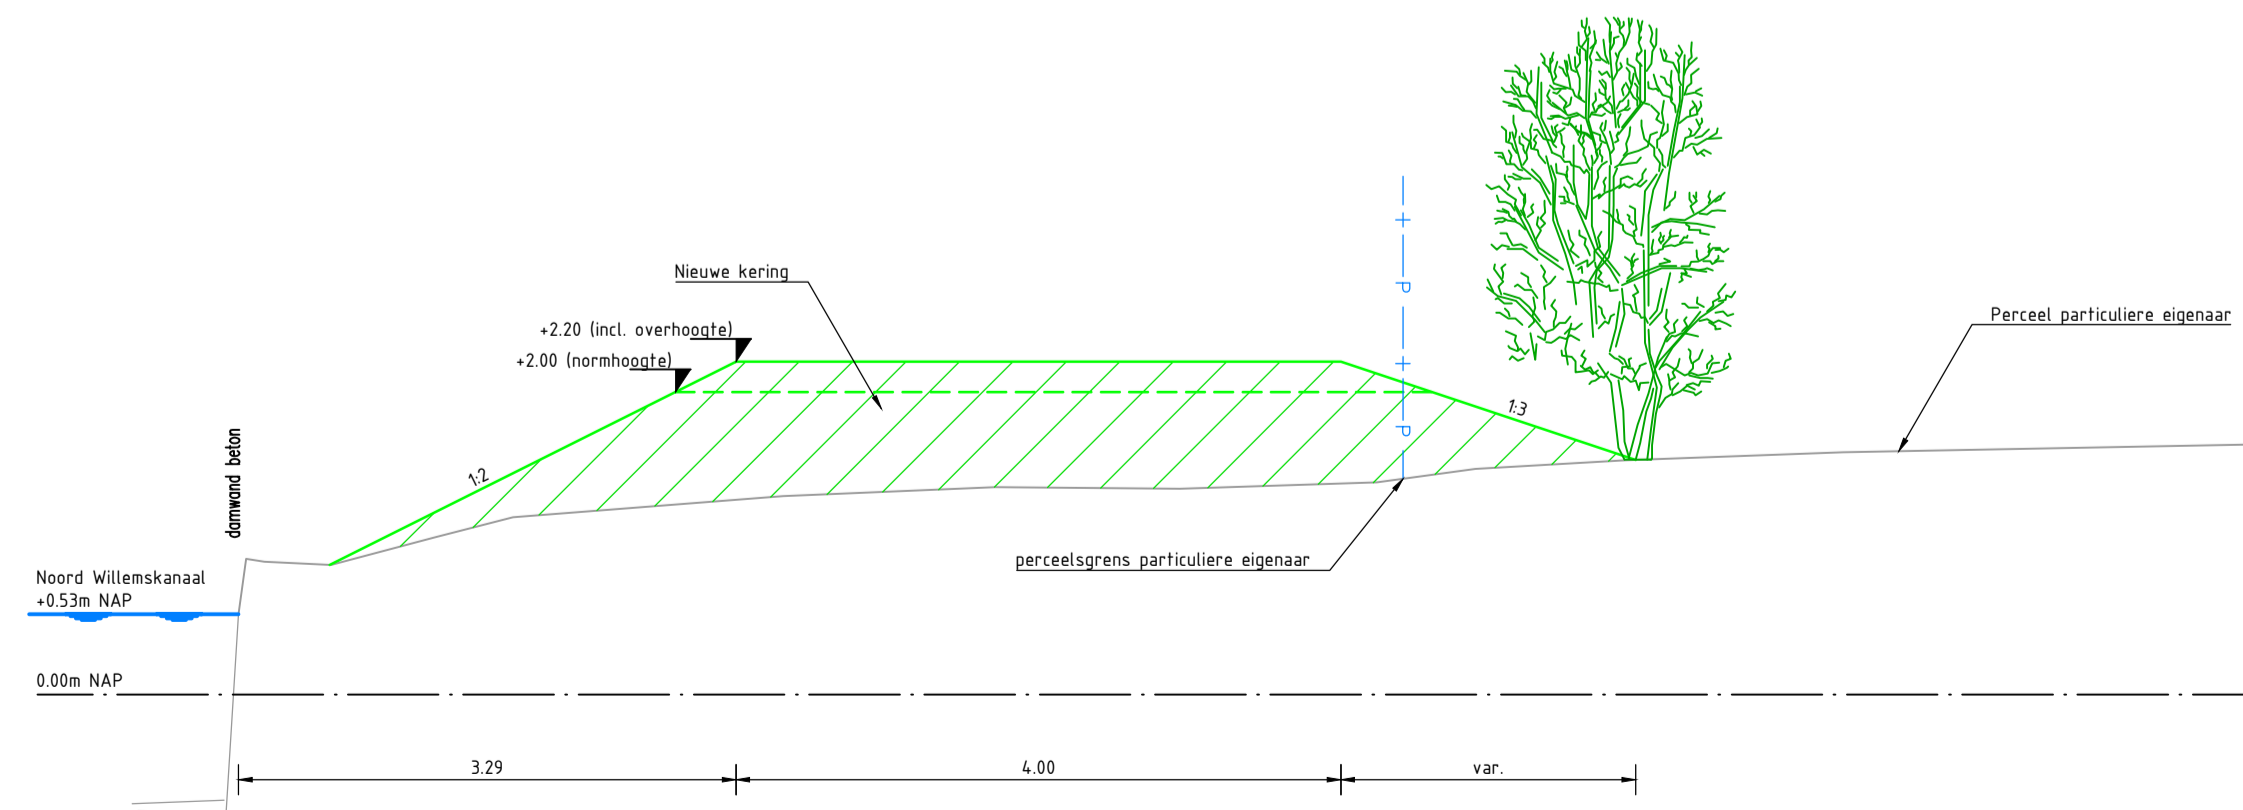 Nieuwe kering
+2.20 (incl. overhoogte)
+2.00 (normhoogte)
Perceel particuliere eigenaar
1:3
1:2
P
P
damwand beton
perceelsgrens particuliere eigenaar
Noord Willemskanaal
+0.53m NAP
0.00m NAP
3.29
4.00
var.